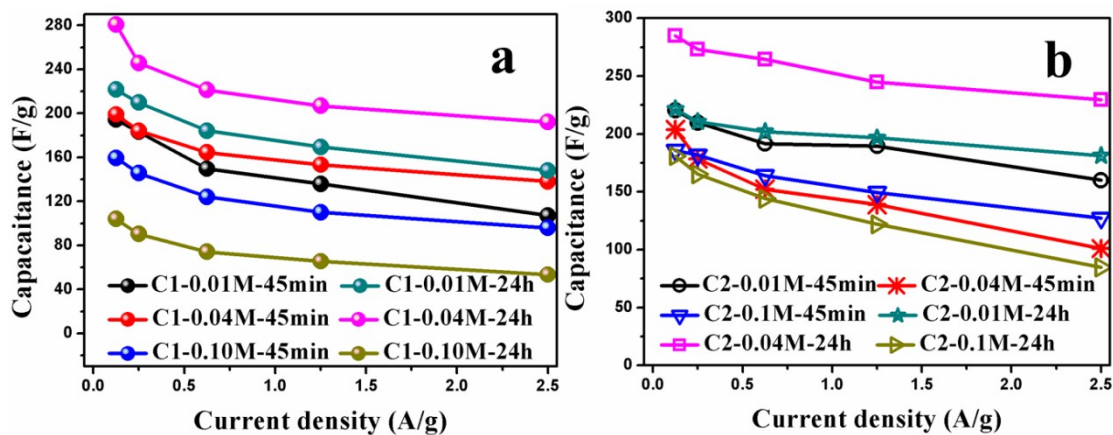 a
280
240
200
160
120
80
40
0
Capacaitance (F/g)
C1-0.01M-45min C1-0.01M-24h
C1-0.04M-45min C1-0.04M-24h
C1-0.10M-45min C1-0.10M-24h
0.0 0.5 1.0 1.5 2.0 2.5
Current density (A/g)
b
300
250
200
150
100
50
0
Capacitance (F/g)
C2-0.01M-45min C2-0.04M-45min
C2-0.1M-45min C2-0.01M-24h
C2-0.04M-24h C2-0.1M-24h
0.0 0.5 1.0 1.5 2.0 2.5
Current density (A/g)